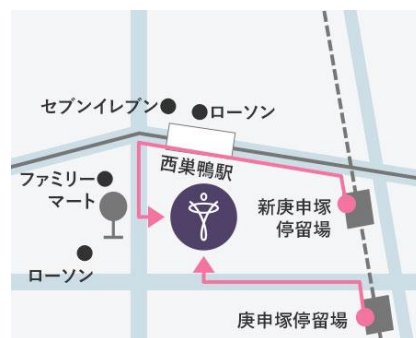 セブンイレブン
ローソン
西巣鴨駅
ファミリー
マート
新庚申塚
停留場
ローソン
庚申塚停留場